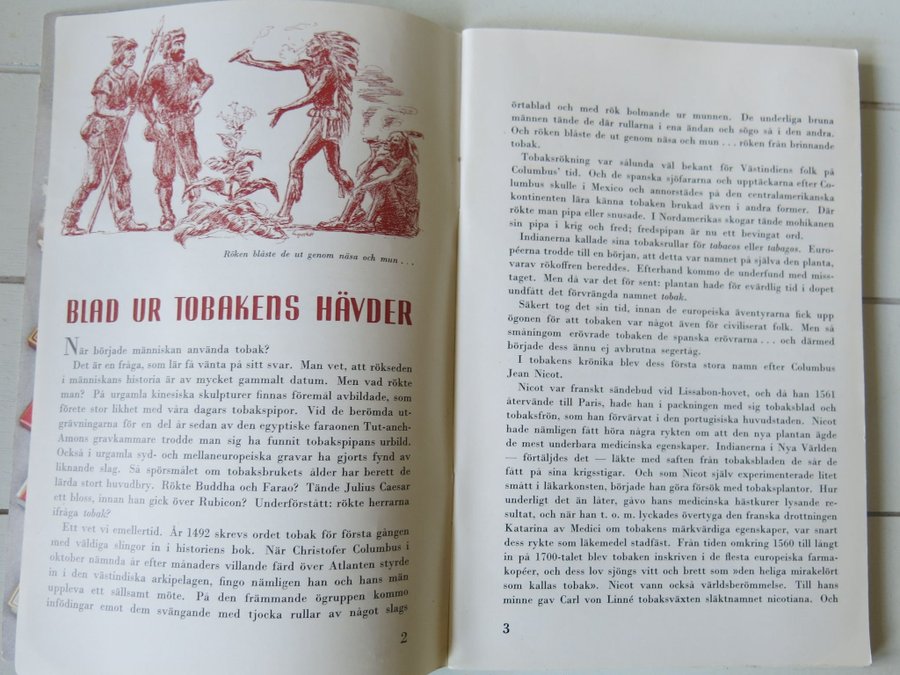 Röken blåste de ut genom näsa och mun . . .
BLAD UR TOBAKENS HÄVDER
När började människan använda tobak?
Det är en fråga, som lär få vänta på sitt svar. Man vet, att rökseden
i människans historia är av mycket gammalt datum. Men vad rökte
man? På urgamla kinesiska skulpturer finnas föremål avbildade, som
förete stor likhet med våra dagars tobakspipor. Vid de berömda ut-
grävningarna för en del år sedan av den egyptiske faraonen Tut-anch-
Amons gravkammare trodde man sig ha funnit tobakspipans urbild.
Också i urgamla syd- och mellaneuropeiska gravar ha gjorts fynd av
liknande slag. Ja spörsmålet om tobaksbrukets ålder har berett de
lärda stort huvudbry. Rökte Buddha och Farao? Tände Julius Caesar
ett bloss, innan han gick över Rubicon? Underförstått: rökte herrarna
ifråga tobak?
Ett vet vi emellertid. År 1492 skrevs ordet tobak för första gången
med väldiga slingor in i historiens bok. När Christofer Columbus i
oktober nämnda år efter månaders villande färd över Atlanten styrde
in i den västindiska arkipelagen, fingo nämligen han och hans män
uppleva ett sällsamt möte. På den främmande ögruppen kommo
infödingar emot dem svängande med tjocka rullar av något slags
2
örtablad och med rök bolmande ur munnen. De underliga bruna
männen tände de där rullarna i ena ändan och sögo så i den andra.
Och röken blåste de ut genom näsa och mun . . . röken från brinnande
tobak.
Tobaksrökning var sålunda väl bekant för Västindiens folk på
Columbus' tid. Och de spanska sjöfararna och upptäckarna efter Co-
lumbus skulle i Mexico och annorstädes på den centralamerikanska
kontinenten lära känna tobaken brukad även i andra former. Där
rökte man pipa eller snusade. I Nordamerikas skogar tände mohikanen
sin pipa i krig och fred; fredspipan är nu ett bevingat ord.
Indianerna kallade sina tobaksrullar för tabacos eller tabagos. Euro-
péerna trodde till en början, att detta var namnet på själva den planta,
varav rökoffren bereddes. Efterhand kommo de underfund med miss-
taget. Men då var det för sent: plantan hade för evärdlig tid i dopet
undfått det förvrängda namnet tobak.
Säkert tog det sin tid, innan de europeiska äventyrarna fick upp
ögonen för att tobaken var något även för civiliserat folk. Men så
småningom erövrade tobaken de spanska erövrarna . . . och därmed
började dess ännu ej avbrutna segertåg.
I tobakens krönika blev dess första stora namn efter Columbus
Jean Nicot.
Nicot var franskt sändebud vid Lissabon-hovet, och då han 1561
återvände till Paris, hade han i packningen med sig tobaksblad och
tobaksfrön, som han förvärvat i den portugisiska huvudstaden. Nicot
hade nämligen fått höra några rykten om att den nya plantan ägde
de mest underbara medicinska egenskaper. Indianerna i Nya Världen
— förtäljdes det — läkte med saften från tobaksbladen de sår de
fått på sina krigsstigar. Och som Nicot själv experimenterade litet
smått i läkarkonsten, började han göra försök med tobaksplantor. Hur
underligt det än låter, gåvo hans medicinska hästkurer lysande re-
sultat, och när han t. o. m. lyckades övertyga den franska drottningen
Katarina av Medici om tobakens märkvärdiga egenskaper, var snart
dess rykte som läkemedel stadfäst. Från tiden omkring 1560 till långt
in på 1700-talet blev tobaken inskriven i de flesta europeiska farma-
kopéer, och dess lov sjöngs vitt och brett som »den heliga mirakelört
som kallas tobak». Nicot vann också världsberömmelse. Till hans
minne gav Carl von Linné tobaksväxten släktnamnet nicotiana. Och
3